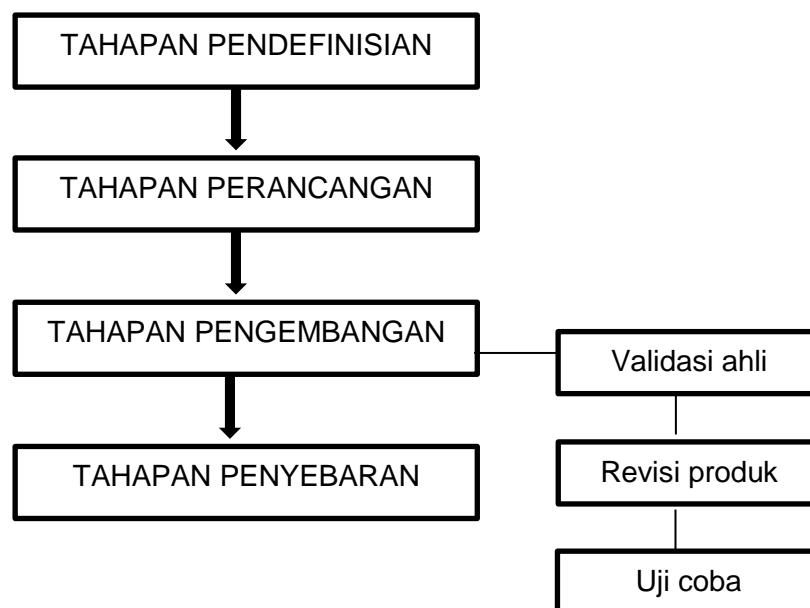 TAHAPAN PENDEFINISIAN
TAHAPAN PERANCANGAN
TAHAPAN PENGEMBANGAN
Validasi ahli
Revisi produk
TAHAPAN PENYEBARAN
Uji coba